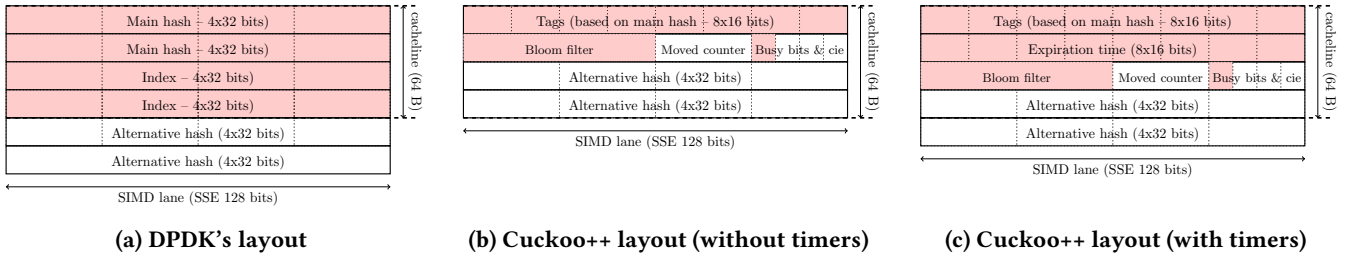 Main hash – 4x32 bits)
Main hash – 4x32 bits)
Index – 4x32 bits)
Index – 4x32 bits)
Alternative hash (4x32 bits)
Alternative hash (4x32 bits)
cacheline (64 B)
SIMD lane (SSE 128 bits)
(a) DPDK's layout
Tags (based on main hash – 8x16 bits)
Bloom filter Moved counter Busy bits & cie
Alternative hash (4x32 bits)
Alternative hash (4x32 bits)
cacheline (64 B)
SIMD lane (SSE 128 bits)
(b) Cuckoo++ layout (without timers)
Tags (based on main hash – 8x16 bits)
Expiration time (8x16 bits)
Bloom filter Moved counter Busy bits & cie
Alternative hash (4x32 bits)
Alternative hash (4x32 bits)
cacheline (64 B)
SIMD lane (SSE 128 bits)
(c) Cuckoo++ layout (with timers)